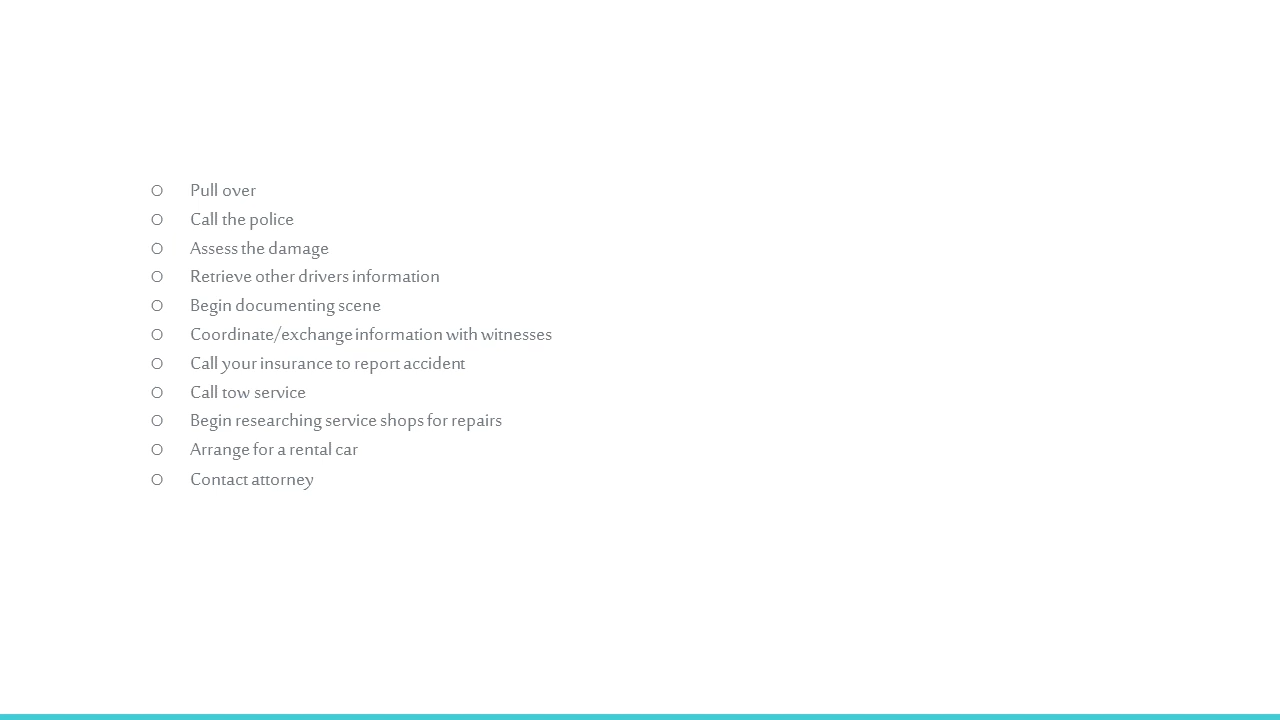 O Pull over
O Call the police
O Assess the damage
O Retrieve other drivers information
O Begin documenting scene
O Coordinate/exchange information with witnesses
O Call your insurance to report accident
O Call tow service
O Begin researching service shops for repairs
O Arrange for a rental car
O Contact attorney